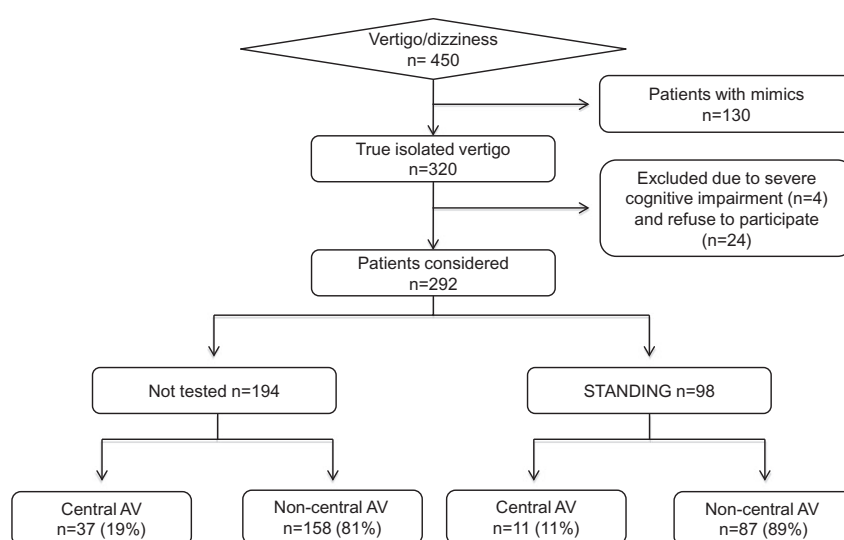 Vertigo/dizziness
n= 450
Patients with mimics
n=130
True isolated vertigo
n=320
Excluded due to severe
cognitive impairment (n=4)
and refuse to participate
(n=24)
Patients considered
n=292
Not tested n=194
STANDING n=98
Central AV
n=37 (19%)
Non-central AV
n=158 (81%)
Central AV
n=11 (11%)
Non-central AV
n=87 (89%)